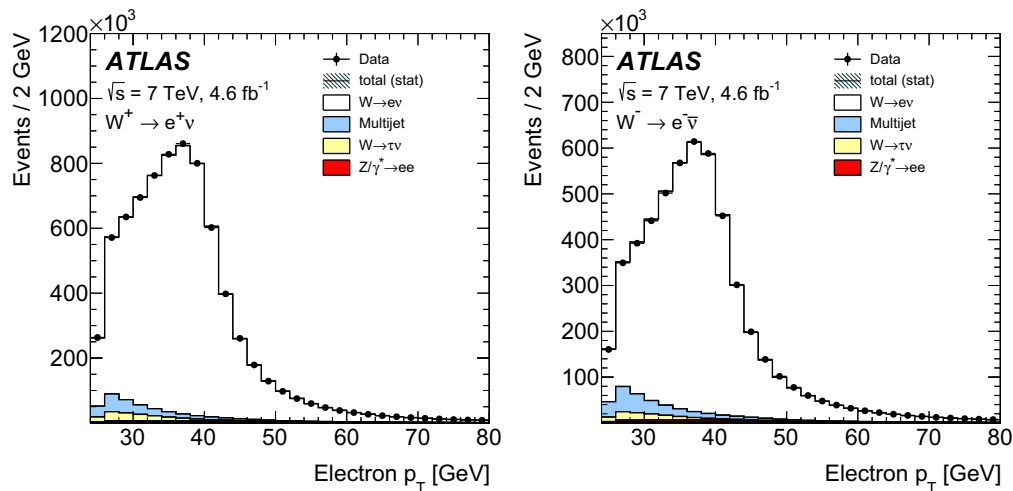 ×10³
Events / 2 GeV
1200
1000
800
600
400
200
ATLAS
√s = 7 TeV, 4.6 fb⁻¹
W⁺ → e⁺ν
Data
total (stat)
W→eν
Multijet
W→τν
Z/γ*→ee
30 40 50 60 70 80
Electron p_T [GeV]
×10³
Events / 2 GeV
800
700
600
500
400
300
200
100
ATLAS
√s = 7 TeV, 4.6 fb⁻¹
W⁻ → e⁻ν̅
Data
total (stat)
W→eν
Multijet
W→τν
Z/γ*→ee
30 40 50 60 70 80
Electron p_T [GeV]